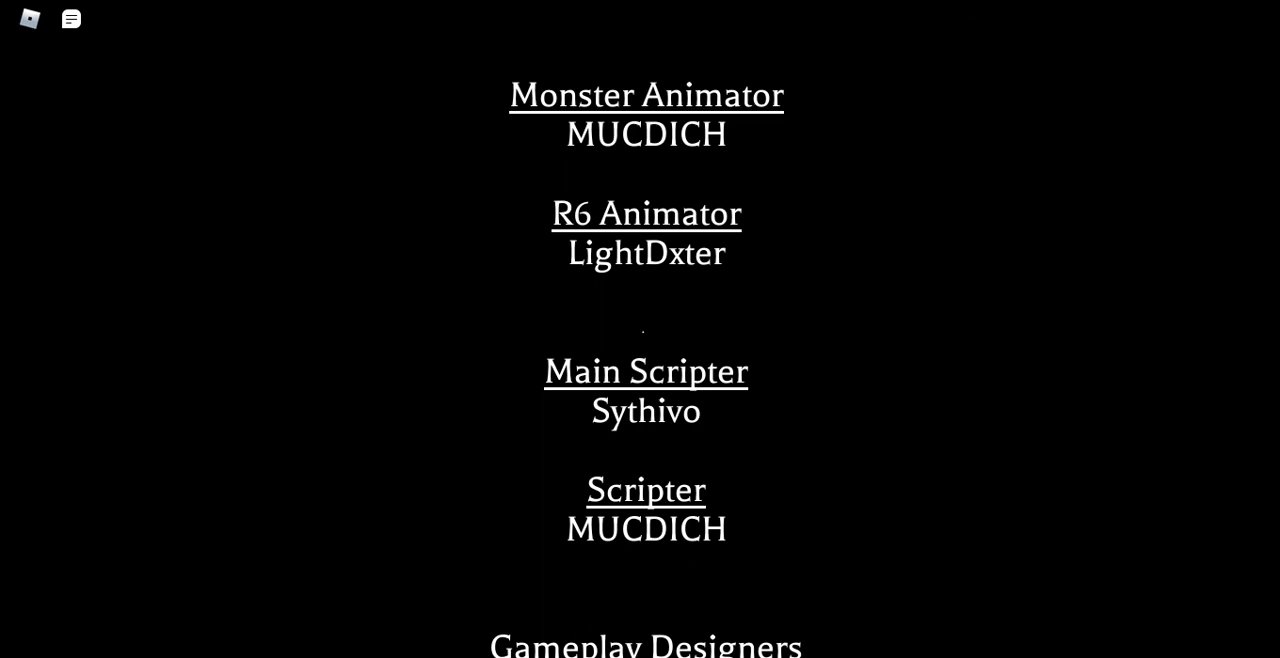 Monster Animator
MUCDICH
R6 Animator
LightDxter
.
Main Scripter
Sythivo
Scripter
MUCDICH
Gameplay Designers